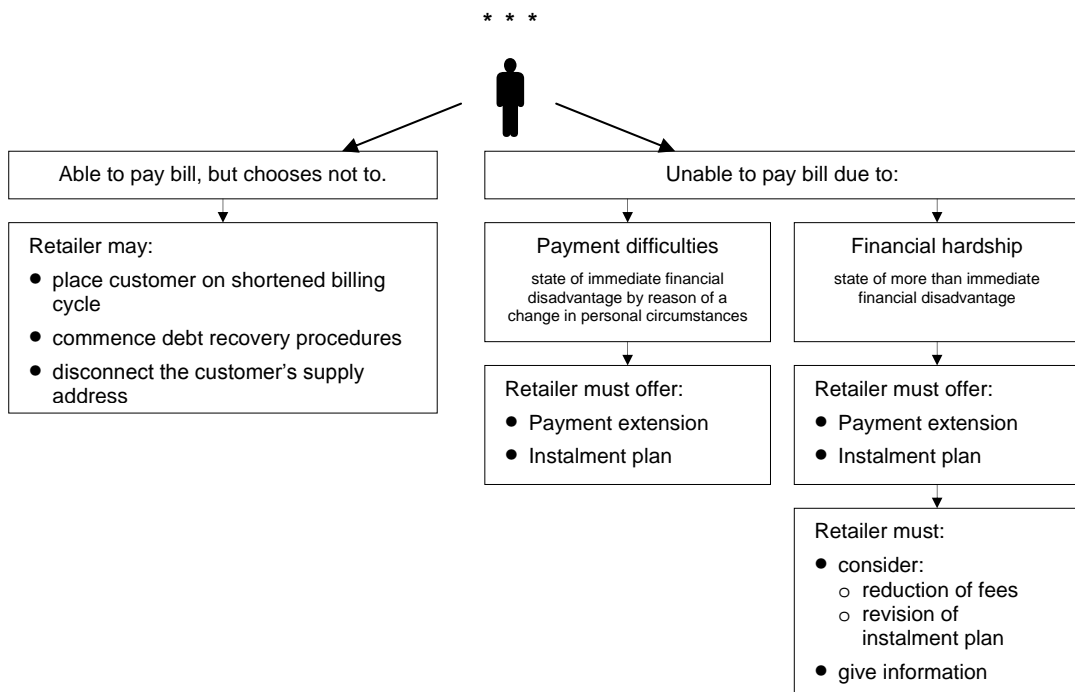 * * *
Able to pay bill, but chooses not to.
Retailer may:
● place customer on shortened billing
cycle
● commence debt recovery procedures
● disconnect the customer’s supply
address
Unable to pay bill due to:
Payment difficulties
state of immediate financial
disadvantage by reason of a
change in personal circumstances
Retailer must offer:
● Payment extension
● Instalment plan
Financial hardship
state of more than immediate
financial disadvantage
Retailer must offer:
● Payment extension
● Instalment plan
Retailer must:
● consider:
o reduction of fees
o revision of
instalment plan
● give information